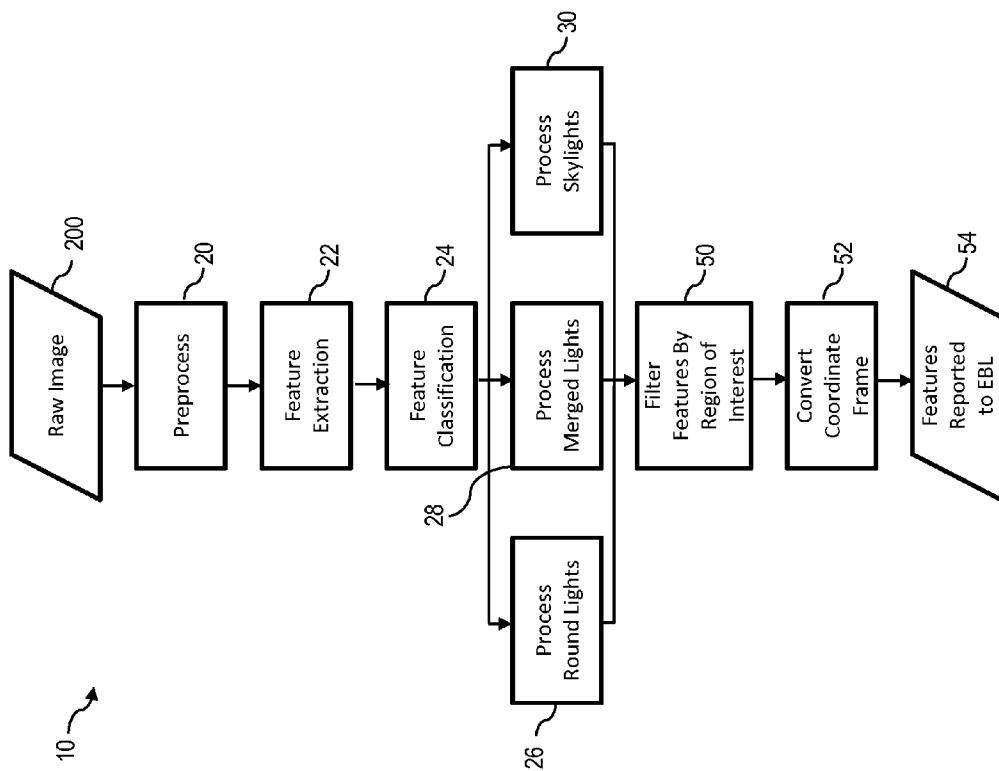 10
200
Raw Image
20
Preprocess
22
Feature
Extraction
24
Feature
Classification
26
Process
Round Lights
28
Process
Merged Lights
30
Process
Skylights
50
Filter
Features By
Region of
Interest
52
Convert
Coordinate
Frame
54
Features
Reported
to EBL